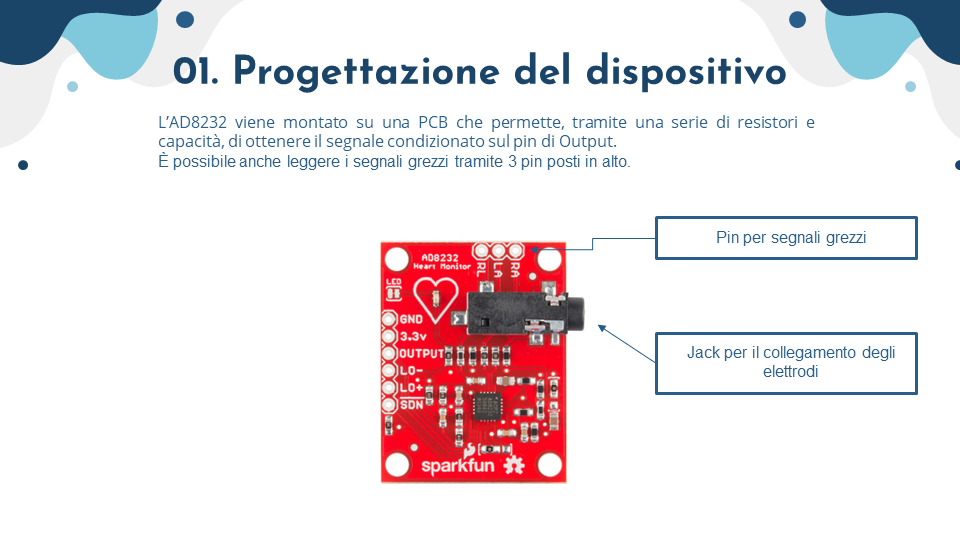 01. Progettazione del dispositivo
L’AD8232 viene montato su una PCB che permette, tramite una serie di resistori e
capacità, di ottenere il segnale condizionato sul pin di Output.
È possibile anche leggere i segnali grezzi tramite 3 pin posti in alto.
Pin per segnali grezzi
AD8232
Heart Monitor
RL
LA
RA
LED
GND
3.3v
OUTPUT
LO-
LO+
SDN
sparkfun
Jack per il collegamento degli
elettrodi